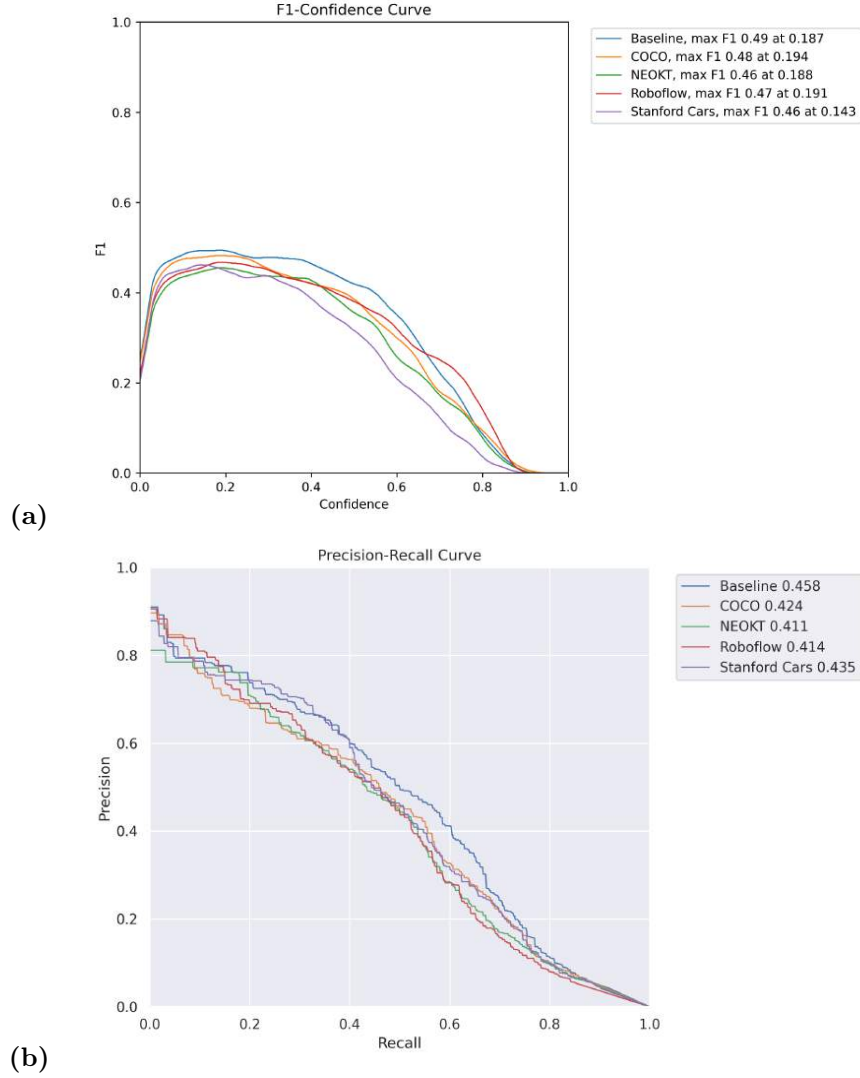 F1-Confidence Curve
1.0
0.8
0.6
0.4
0.2
0.0
F1
0.0 0.2 0.4 0.6 0.8 1.0
Confidence
Baseline, max F1 0.49 at 0.187
COCO, max F1 0.48 at 0.194
NEOKT, max F1 0.46 at 0.188
Roboflow, max F1 0.47 at 0.191
Stanford Cars, max F1 0.46 at 0.143
(a)
Precision-Recall Curve
1.0
0.8
0.6
0.4
0.2
0.0
Precision
0.0 0.2 0.4 0.6 0.8 1.0
Recall
Baseline 0.458
COCO 0.424
NEOKT 0.411
Roboflow 0.414
Stanford Cars 0.435
(b)